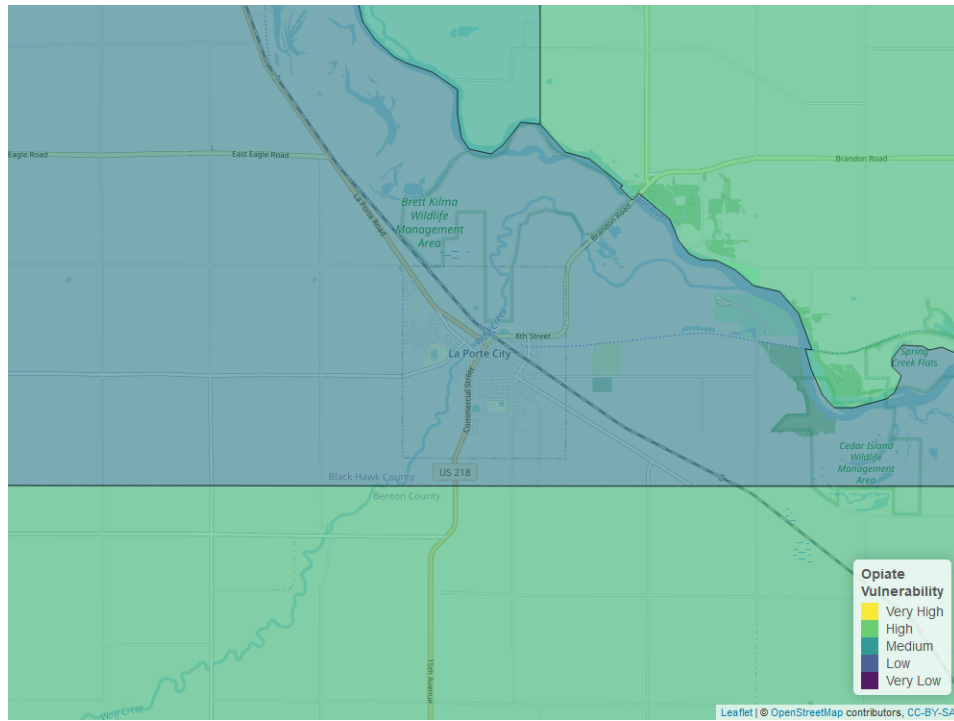 Eagle Road
East Eagle Road
Brandon Road
Brett Kilma
Wildlife
Management
Area
La Porte Road
Brandon Road
Wolf Creek
8th Street
La Porte City
Spring
Creek Flats
Commercial Street
Cedar Island
Wildlife
Management
Area
US 218
Black Hawk County
Benton County
15th Avenue
Wolf Creek
Opiate
Vulnerability
Very High
High
Medium
Low
Very Low
Leaflet | © OpenStreetMap contributors, CC-BY-SA